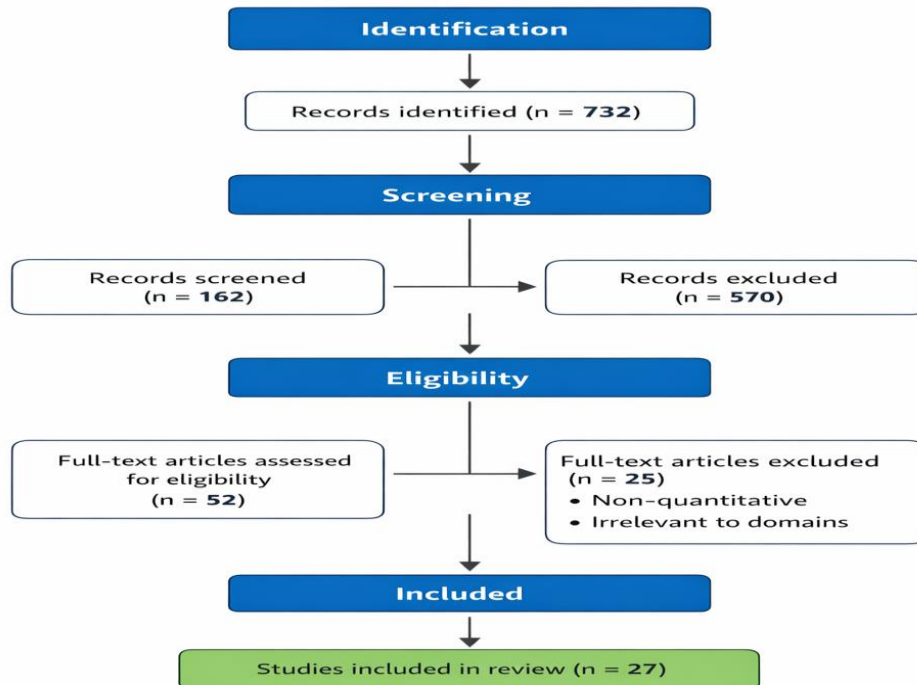 Identification
Records identified (n = 732)
Screening
Records screened
(n = 162)
Records excluded
(n = 570)
Eligibility
Full-text articles assessed
for eligibility
(n = 52)
Full-text articles excluded
(n = 25)
• Non-quantitative
• Irrelevant to domains
Included
Studies included in review (n = 27)